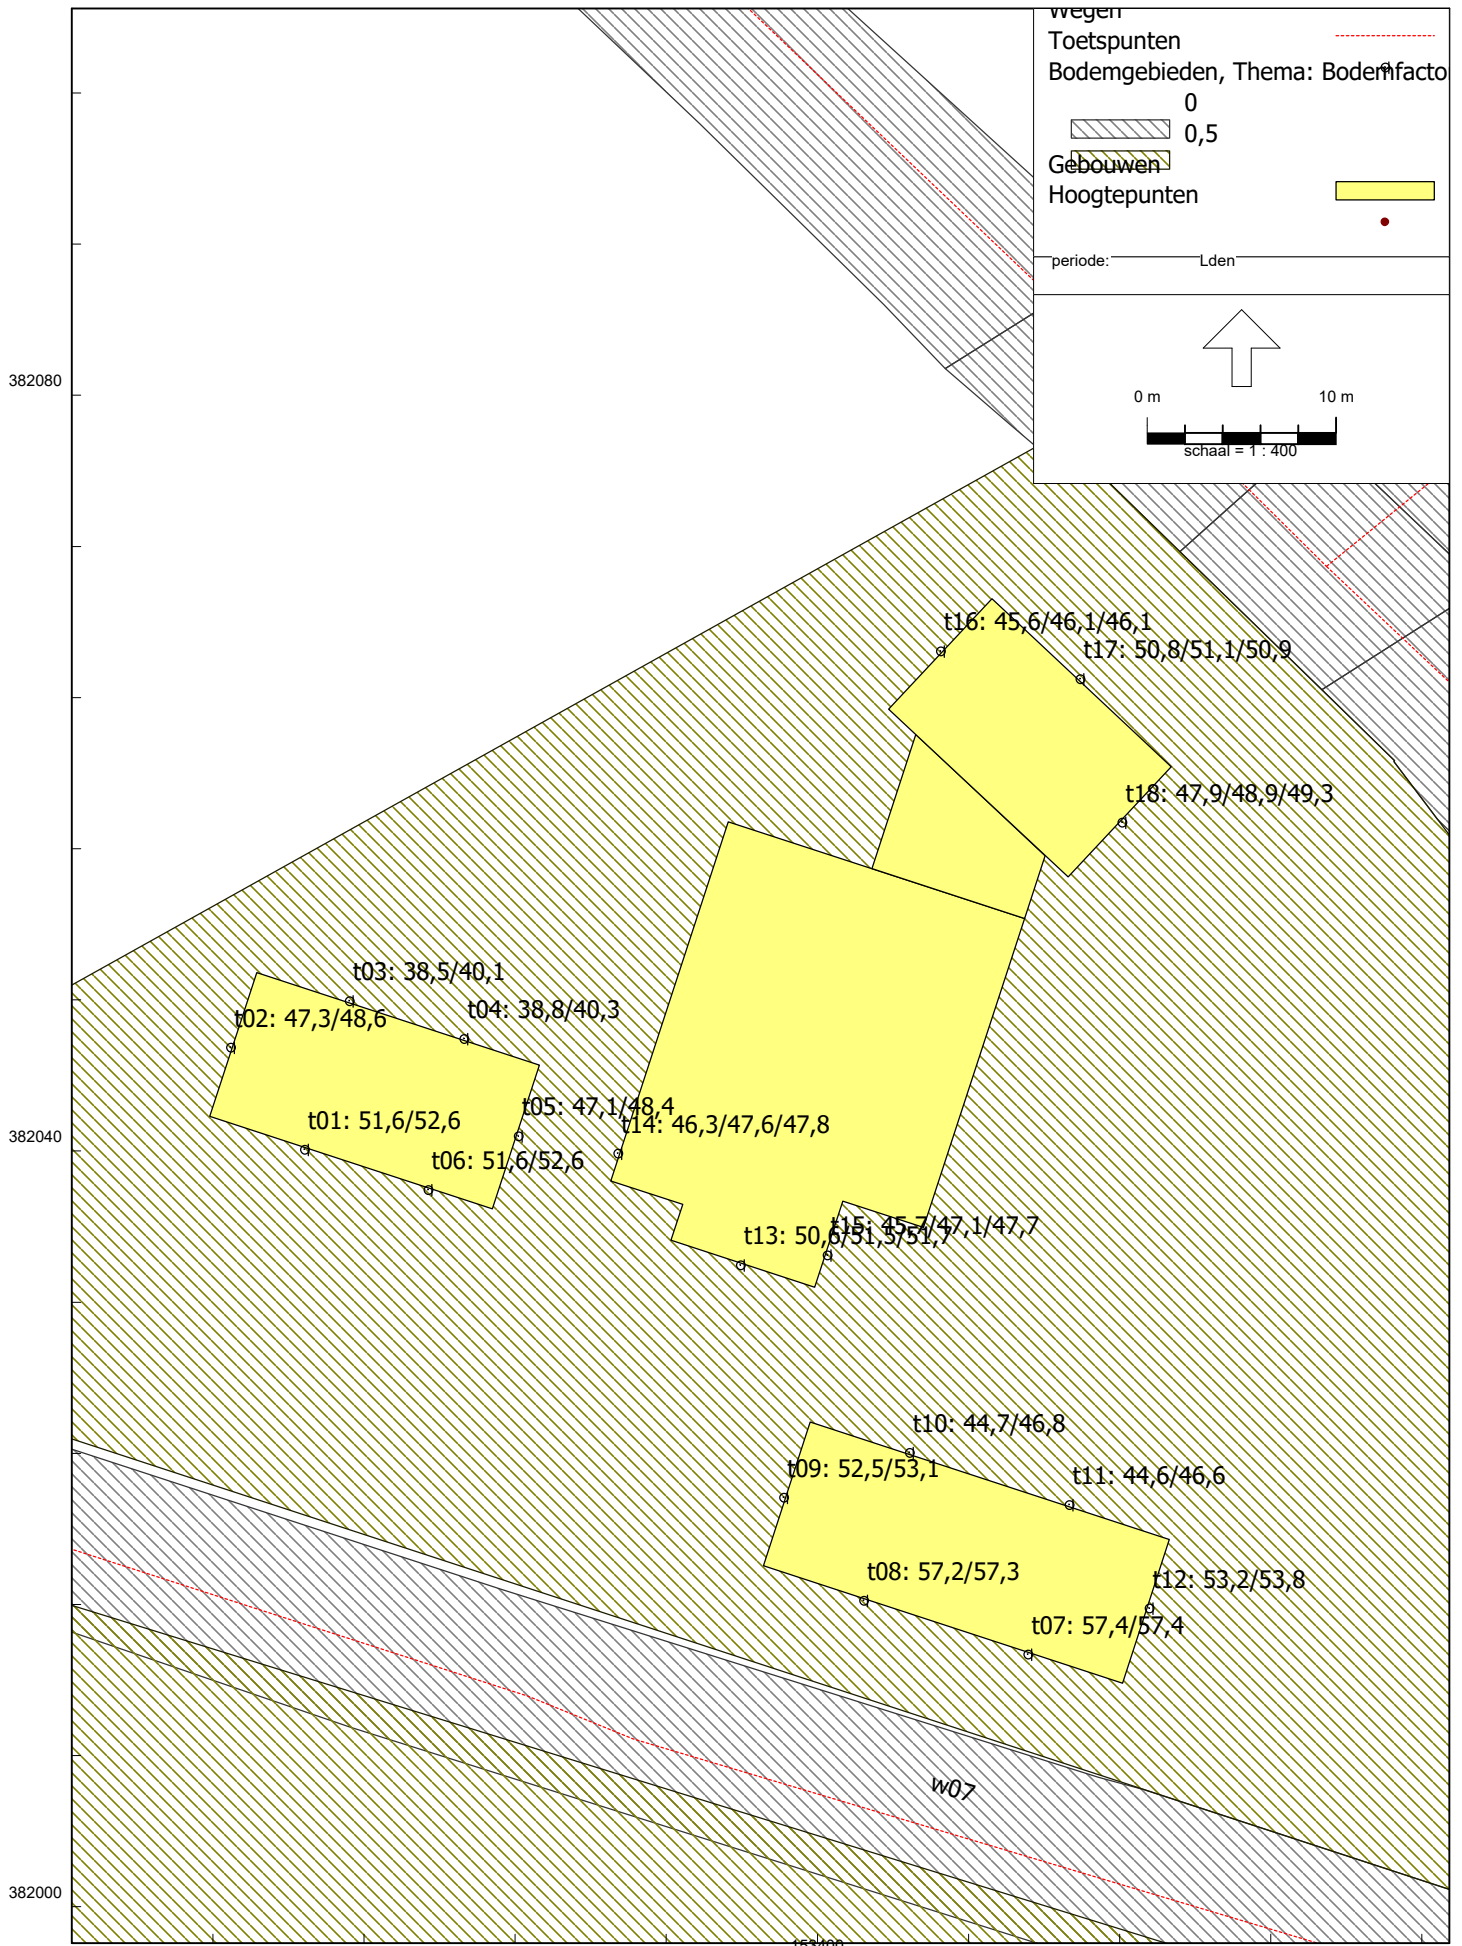 Wegen
Toetspunten
Bodemgebieden, Thema: Bodemfacto
0
0,5
Gebouwen
Hoogtepunten
periode: Lden
0 m 10 m
schaal = 1 : 400
382080
t16: 45,6/46,1/46,1
t17: 50,8/51,1/50,9
t18: 47,9/48,9/49,3
t03: 38,5/40,1
t04: 38,8/40,3
t02: 47,3/48,6
t05: 47,1/48,4
t01: 51,6/52,6
t14: 46,3/47,6/47,8
382040
t06: 51,6/52,6
t15: 45,7/47,1/47,7
t13: 50,6/51,5/51,7
t10: 44,7/46,8
t09: 52,5/53,1
t11: 44,6/46,6
t08: 57,2/57,3
t12: 53,2/53,8
t07: 57,4/57,4
w07
382000
153400